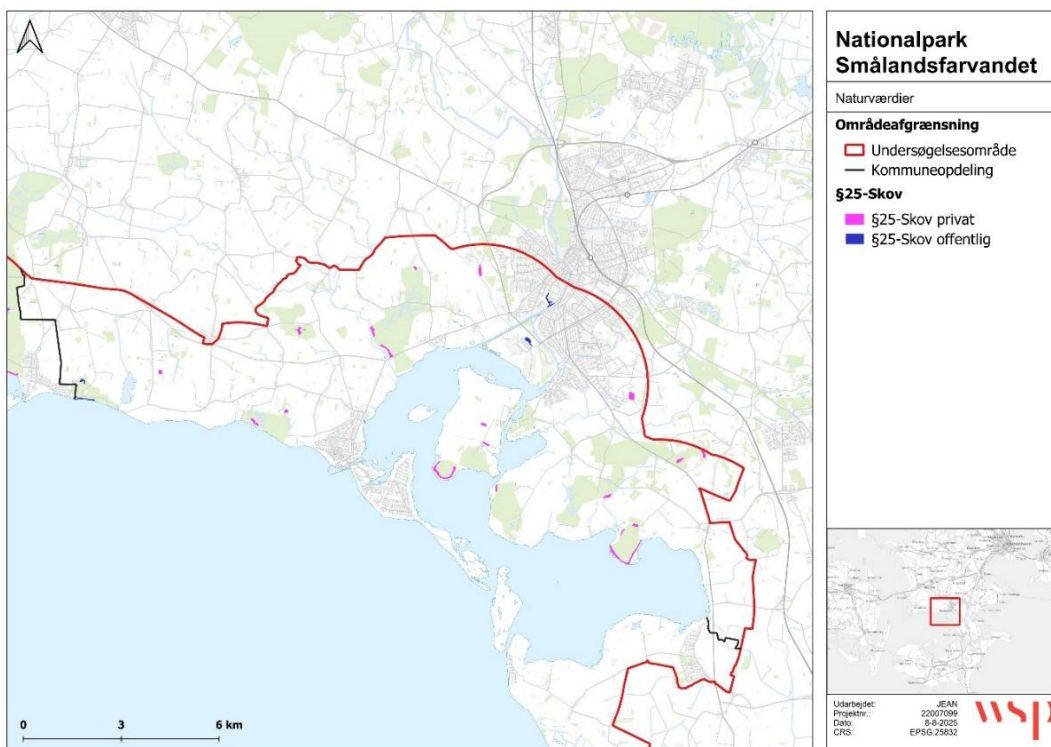 Nationalpark
Smålandsfarvandet
Naturværdier
Områdeafgrænsning
Undersøgelsesområde
Kommuneopdeling
§25-Skov
§25-Skov privat
§25-Skov offentlig
0 3 6 km
Udarbejdet: JEAN
Projektnr.: 22007099
Dato: 8-8-2025
CRS: EPSG:25832
wsp